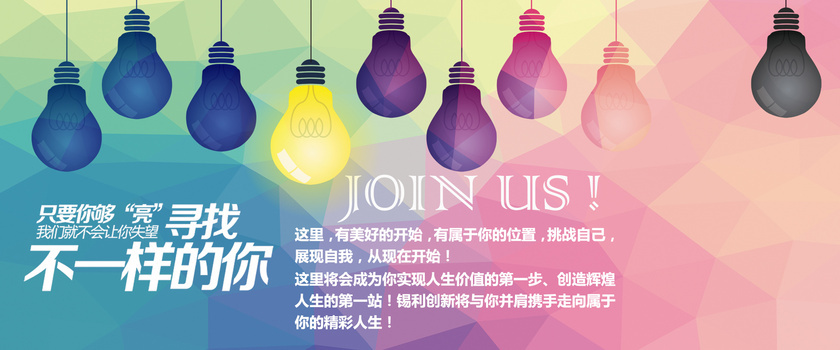 只要你够“亮”
我们就不会让你失望
寻找
不一样的你
JOIN US !
这里，有美好的开始，有属于你的位置，挑战自己，
展现自我，从现在开始！
这里将会成为你实现人生价值的第一步、创造辉煌
人生的第一站！锡利创新将与你并肩携手走向属于
你的精彩人生！